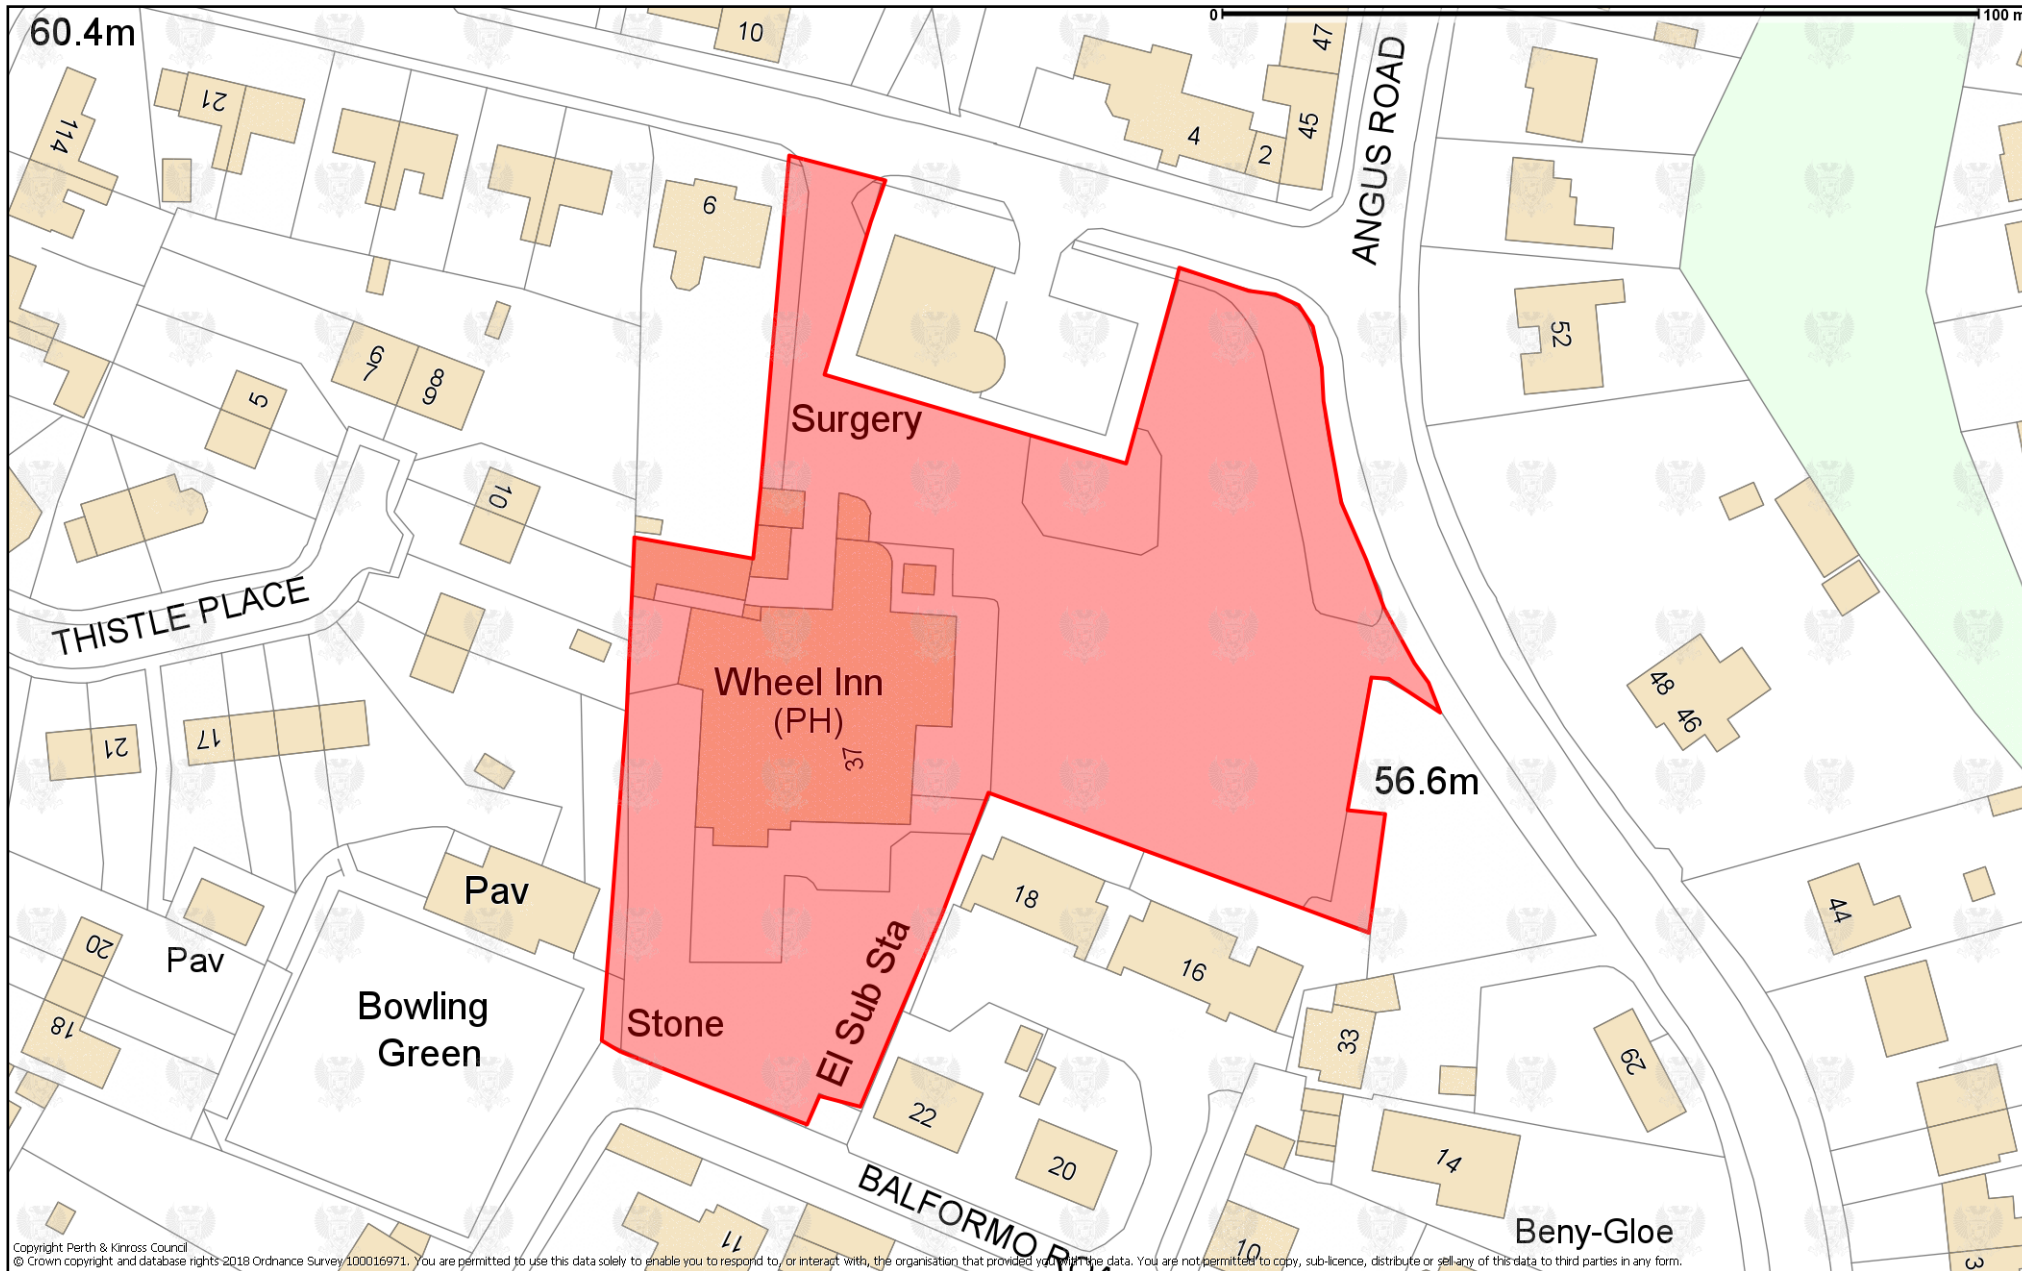 60.4m
10
0
100 m
47
ANGUS ROAD
21
114
4
2
45
6
52
6
7
8
9
5
Surgery
10
THISTLE PLACE
Wheel Inn
(PH)
37
48
46
21
17
56.6m
Pav
18
44
20
Pav
El Sub Sta
16
Bowling
Green
Stone
18
33
29
22
20
14
BALFORMO ROA
11
10
Beny-Gloe
3
Copyright Perth & Kinross Council
© Crown copyright and database rights 2018 Ordnance Survey 100016971. You are permitted to use this data solely to enable you to respond to, or interact with, the organisation that provided you with the data. You are not permitted to copy, sub-licence, distribute or sell any of this data to third parties in any form.